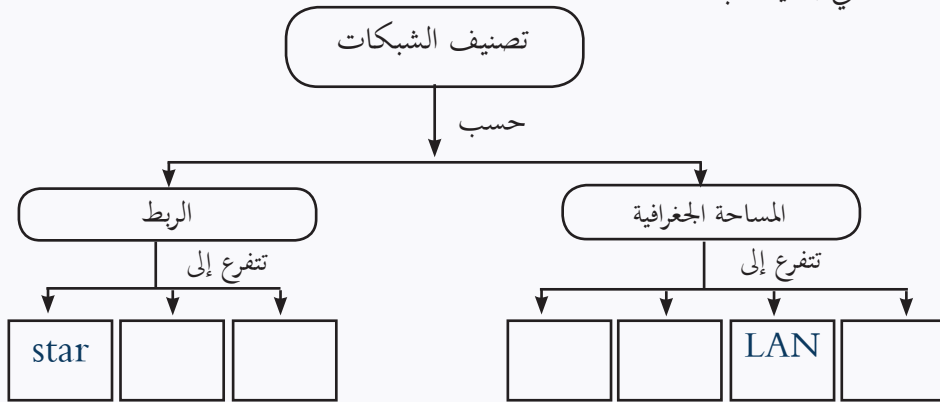 تصنيف الشبكات
حسب
المساحة الجغرافية
الربط
تتفرع إلى
تتفرع إلى
LAN
star